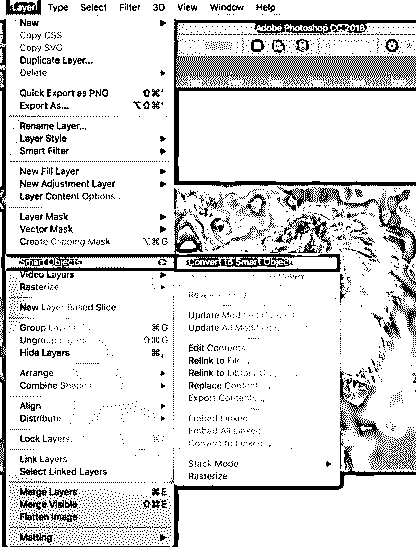 Layer Type Select Filter 3D View Window Help
Adobe Photoshop CC 2018
New
Copy CSS
Copy SVG
Duplicate Layer...
Delete
Quick Export as PNG ⇧⌘'
Export As... ⌥⇧⌘'
Rename Layer...
Layer Style
Smart Filter
New Fill Layer
New Adjustment Layer
Layer Content Options...
Layer Mask
Vector Mask
Create Clipping Mask ⌥⌘G
Smart Objects
Convert to Smart Object
Video Layers
Rasterize
New Layer Based Slice
Group Layers ⌘G
Ungroup Layers ⇧⌘G
Hide Layers ⌘,
Arrange
Combine Shapes
Align
Distribute
Lock Layers...
Link Layers
Select Linked Layers
Merge Layers ⌘E
Merge Visible ⇧⌘E
Flatten Image
Matting
Update Modified
Update All Modified
Edit Contents
Relink to File...
Relink to Library
Replace Contents...
Export Contents...
Embed Linked
Embed All Linked
Convert to Linked...
Stack Mode
Rasterize